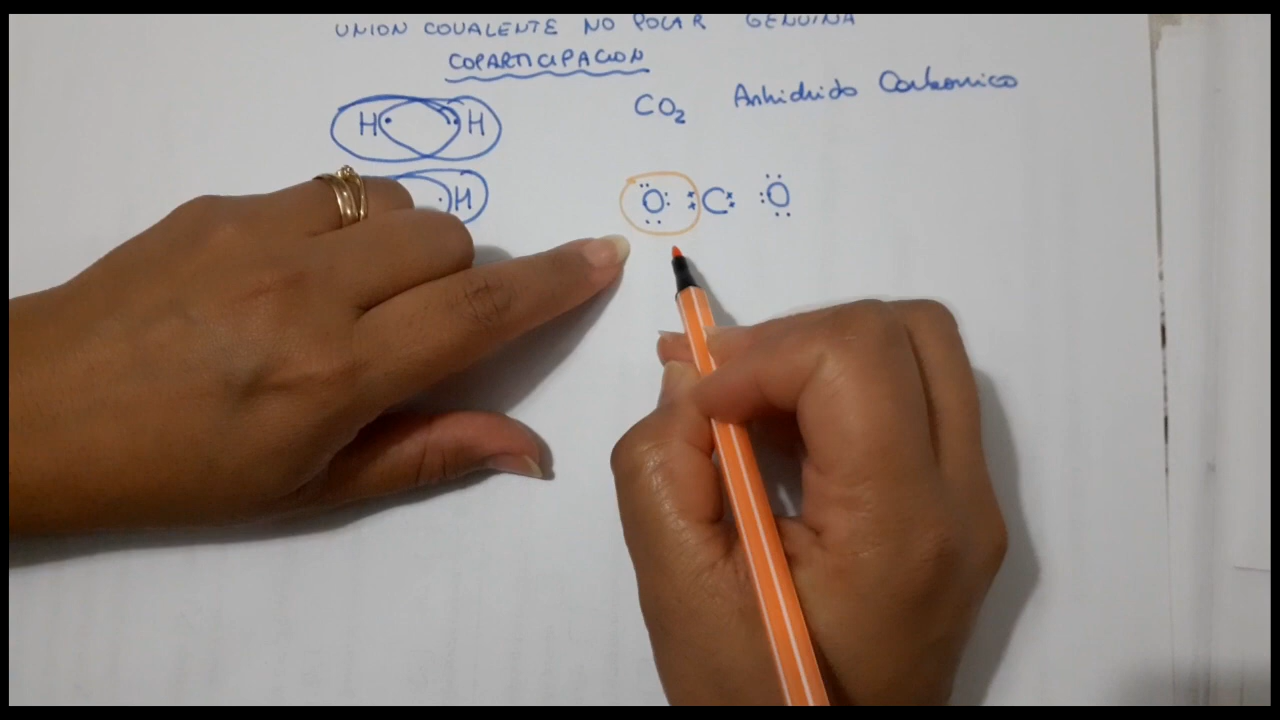 UNION COVALENTE NO POLAR GENUINA
COPARTICIPACION
H H
CO₂ Anhidrido Carbonico
H
O C O